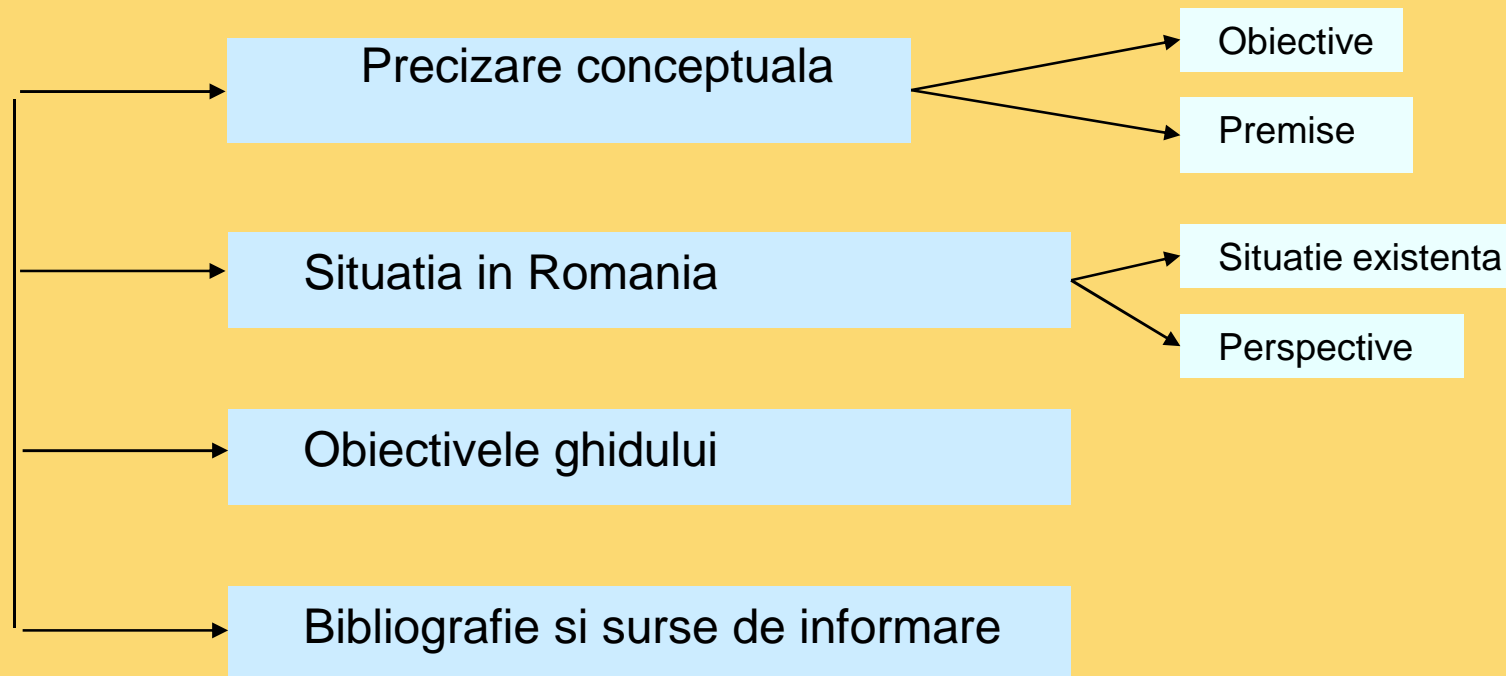 Precizare conceptuala
Obiective
Premise
Situatia in Romania
Situatie existenta
Perspective
Obiectivele ghidului
Bibliografie si surse de informare